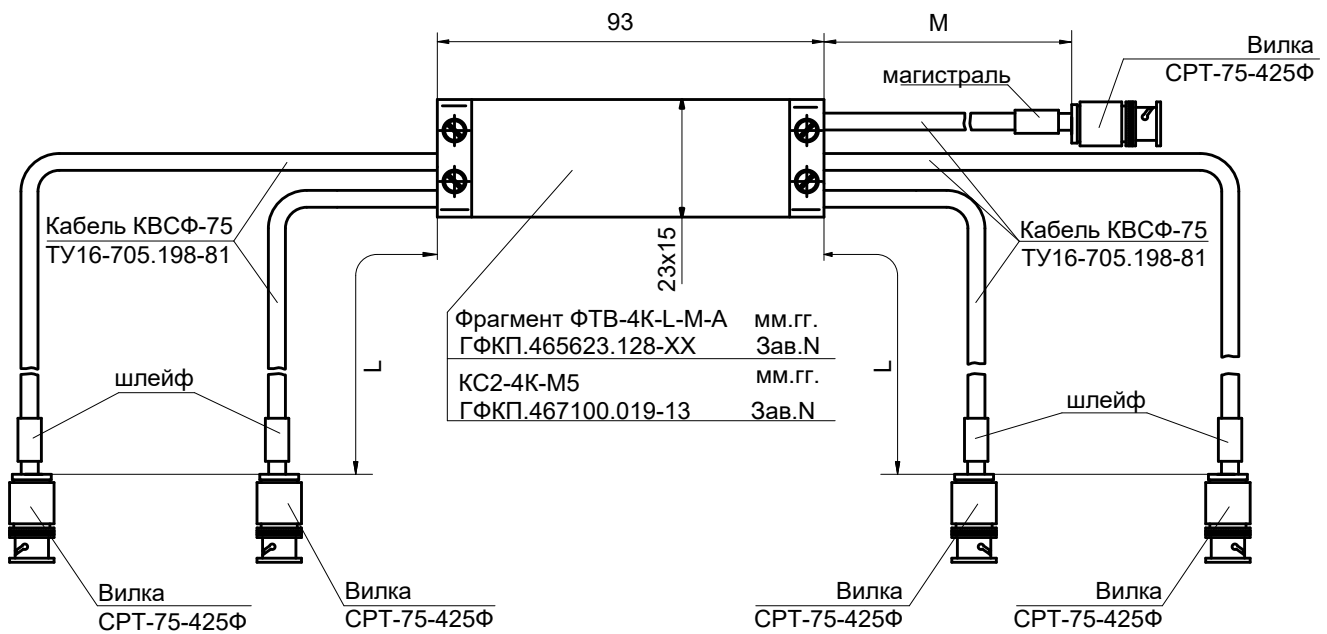 93
М
Вилка
СРТ-75-425Ф
магистраль
Кабель КВСФ-75
ТУ16-705.198-81
23х15
Кабель КВСФ-75
ТУ16-705.198-81
Фрагмент ФТВ-4К-L-М-А мм.гг.
ГФКП.465623.128-ХХ Зав.N
КС2-4К-М5 мм.гг.
ГФКП.467100.019-13 Зав.N
L
L
шлейф
шлейф
Вилка
СРТ-75-425Ф
Вилка
СРТ-75-425Ф
Вилка
СРТ-75-425Ф
Вилка
СРТ-75-425Ф